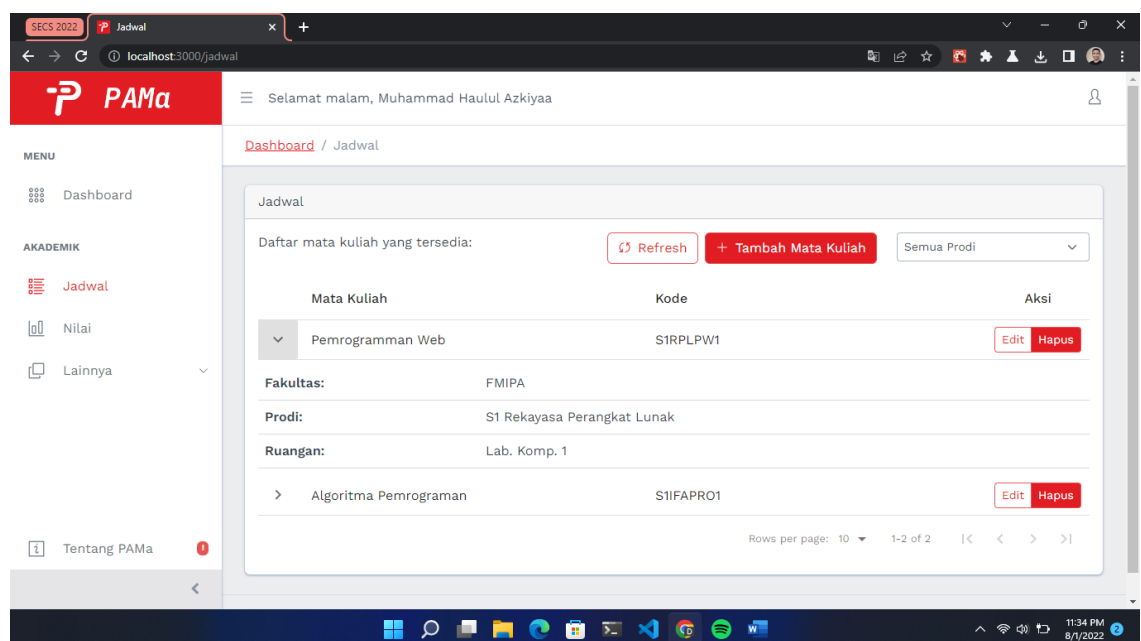 SECS 2022
Jadwal
localhost:3000/jadwal
PAMa
Selamat malam, Muhammad Haulul Azkiyaa
Dashboard / Jadwal
MENU
Dashboard
AKADEMIK
Jadwal
Nilai
Lainnya
Tentang PAMa
!
Jadwal
Daftar mata kuliah yang tersedia:
Refresh
+ Tambah Mata Kuliah
Semua Prodi
Mata Kuliah Kode Aksi
Pemrogramman Web S1RPLPW1 Edit Hapus
Fakultas: FMIPA
Prodi: S1 Rekayasa Perangkat Lunak
Ruangan: Lab. Komp. 1
Algoritma Pemrograman S1IFAPRO1 Edit Hapus
Rows per page: 10 1-2 of 2
11:34 PM
8/1/2022
2